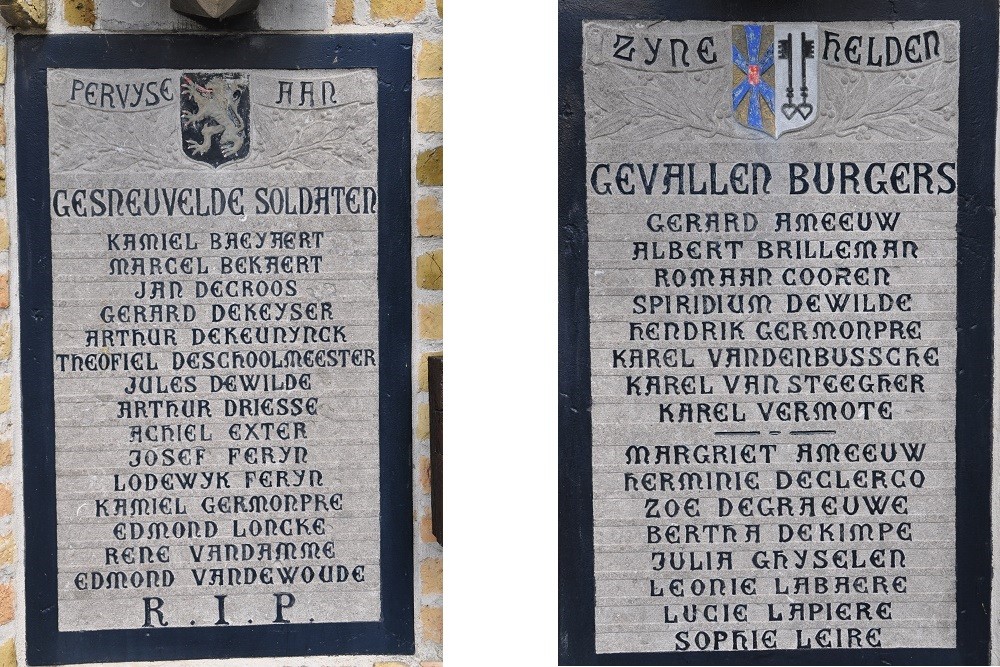 PERVYSE AAN
GESNEUVELDE SOLDATEN
KAMIEL BAEYAERT
MARCEL BEKAERT
JAN DECROOS
GERARD DEKEYSER
ARTHUR DEKEUNYNCK
THEOFIEL DESCHOOLMEESTER
JULES DEWILDE
ARTHUR DRIESSE
ACHIEL EXTER
JOSEF FERYN
LODEWYK FERYN
KAMIEL GERMONPRE
EDMOND LONCKE
RENE VANDAMME
EDMOND VANDEWOUDE
R. I. P.
ZYNE HELDEN
GEVALLEN BURGERS
GERARD AMEEUW
ALBERT BRILLEMAN
ROMAAN COOREN
SPIRIDIUM DEWILDE
HENDRIK GERMONPRE
KAREL VANDENBUSSCHE
KAREL VAN STEEGHER
KAREL VERMOTE
MARGRIET AMEEUW
HERMINIE DECLERCQ
ZOE DEGRAEUWE
BERTHA DEKIMPE
JULIA GHYSELEN
LEONIE LABAERE
LUCIE LAPIERE
SOPHIE LEIRE